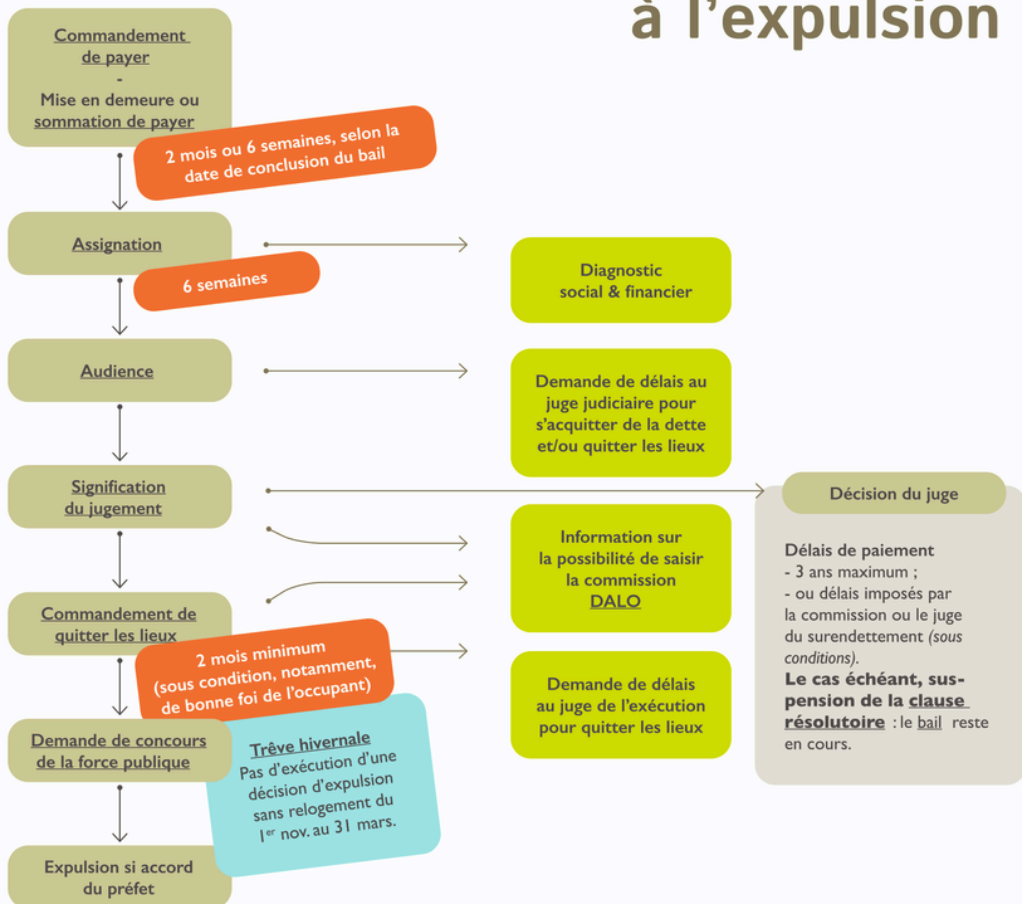 à l'expulsion
Commandement
de payer
-
Mise en demeure ou
sommation de payer
2 mois ou 6 semaines, selon la
date de conclusion du bail
Assignation
6 semaines
Diagnostic
social & financier
Audience
Demande de délais au
juge judiciaire pour
s'acquitter de la dette
et/ou quitter les lieux
Signification
du jugement
Décision du juge
Délais de paiement
- 3 ans maximum ;
- ou délais imposés par
la commission ou le juge
du surendettement (sous
conditions).
Le cas échéant, sus-
pension de la clause
résolutoire : le bail reste
en cours.
Information sur
la possibilité de saisir
la commission
DALO
Commandement de
quitter les lieux
2 mois minimum
(sous condition, notamment,
de bonne foi de l'occupant)
Demande de délai
au juge de l'exécution
pour quitter les lieux
Demande de concours
de la force publique
Trêve hivernale
Pas d'exécution d'une
décision d'expulsion
sans relogement du
1er nov. au 31 mars.
Expulsion si accord
du préfet